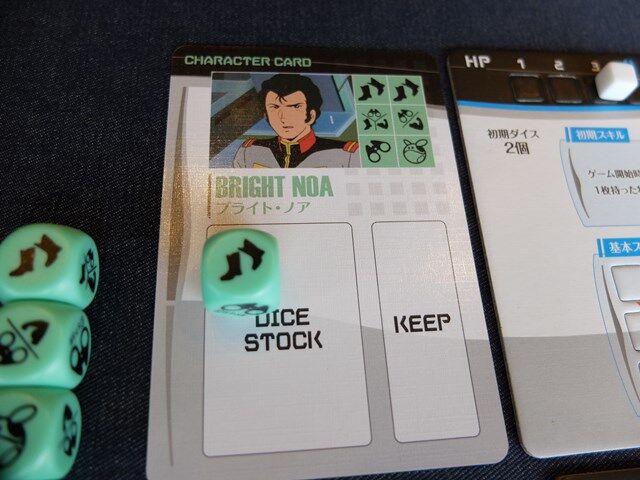 CHARACTER CARD
BRIGHT NOA
ブライト・ノア
DICE
STOCK
KEEP
HP 1 2 3
初期ダイス
2個
初期スキル
ゲーム開始時
1枚持った
基本ス